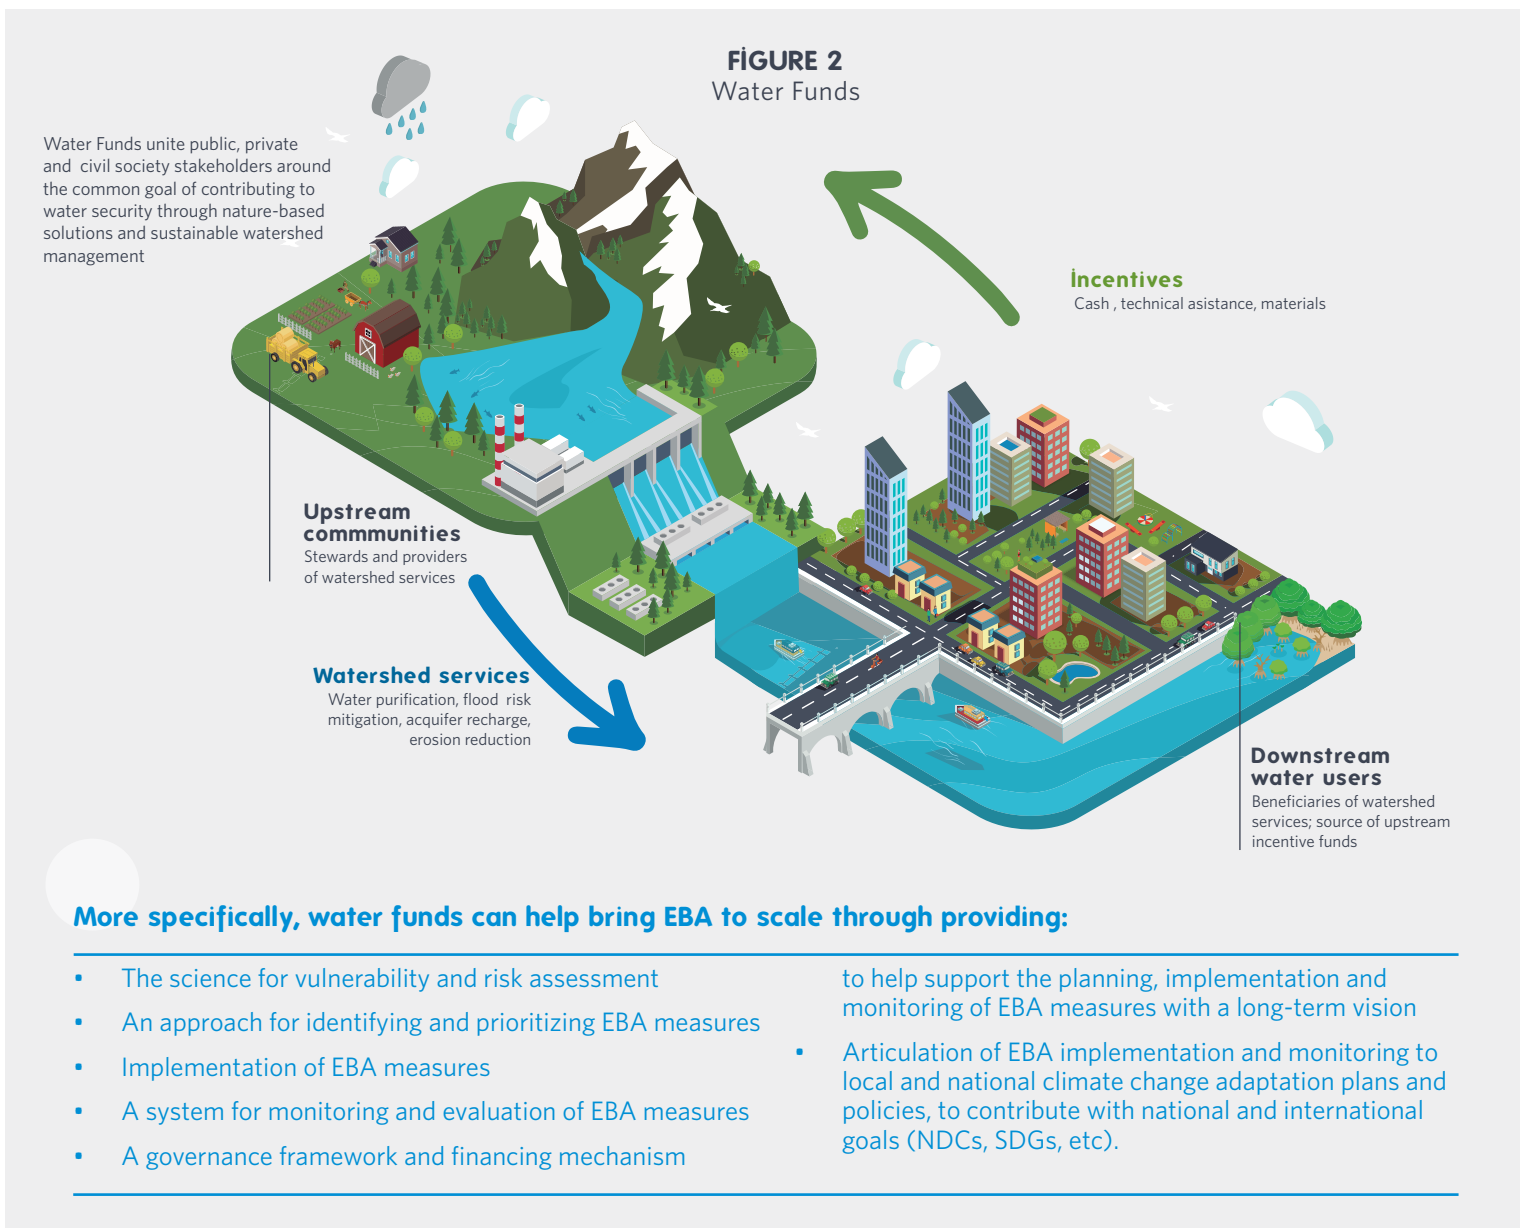 FIGURE 2
Water Funds
Water Funds unite public, private
and civil society stakeholders around
the common goal of contributing to
water security through nature-based
solutions and sustainable watershed
management
Incentives
Cash , technical asistance, materials
Upstream
commmunities
Stewards and providers
of watershed services
Watershed services
Water purification, flood risk
mitigation, acquifer recharge,
erosion reduction
Downstream
water users
Beneficiaries of watershed
services; source of upstream
incentive funds
More specifically, water funds can help bring EBA to scale through providing:
• The science for vulnerability and risk assessment
• An approach for identifying and prioritizing EBA measures
• Implementation of EBA measures
• A system for monitoring and evaluation of EBA measures
• A governance framework and financing mechanism
to help support the planning, implementation and
monitoring of EBA measures with a long-term vision
• Articulation of EBA implementation and monitoring to
local and national climate change adaptation plans and
policies, to contribute with national and international
goals (NDCs, SDGs, etc).